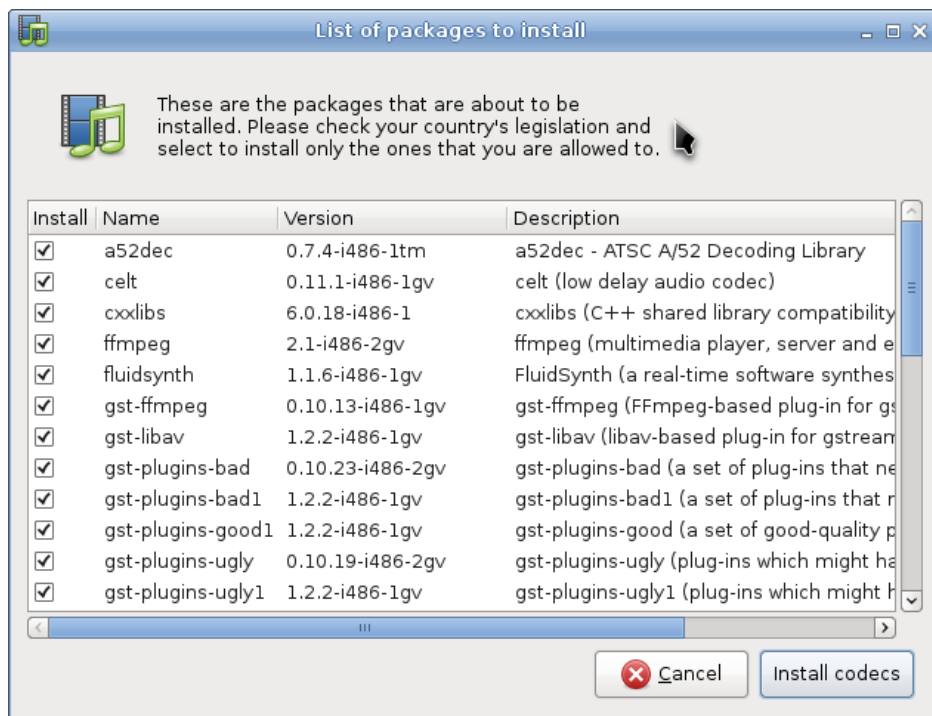 List of packages to install
These are the packages that are about to be
installed. Please check your country's legislation and
select to install only the ones that you are allowed to.
Install Name Version Description
a52dec 0.7.4-i486-1tm a52dec - ATSC A/52 Decoding Library
celt 0.11.1-i486-1gv celt (low delay audio codec)
cxxlibs 6.0.18-i486-1 cxxlibs (C++ shared library compatibility
ffmpeg 2.1-i486-2gv ffmpeg (multimedia player, server and e
fluidsynth 1.1.6-i486-1gv FluidSynth (a real-time software synthes
gst-ffmpeg 0.10.13-i486-1gv gst-ffmpeg (FFmpeg-based plug-in for gs
gst-libav 1.2.2-i486-1gv gst-libav (libav-based plug-in for gstream
gst-plugins-bad 0.10.23-i486-2gv gst-plugins-bad (a set of plug-ins that ne
gst-plugins-bad1 1.2.2-i486-1gv gst-plugins-bad1 (a set of plug-ins that r
gst-plugins-good1 1.2.2-i486-1gv gst-plugins-good (a set of good-quality p
gst-plugins-ugly 0.10.19-i486-2gv gst-plugins-ugly (plug-ins which might ha
gst-plugins-ugly1 1.2.2-i486-1gv gst-plugins-ugly1 (plug-ins which might h
Cancel Install codecs